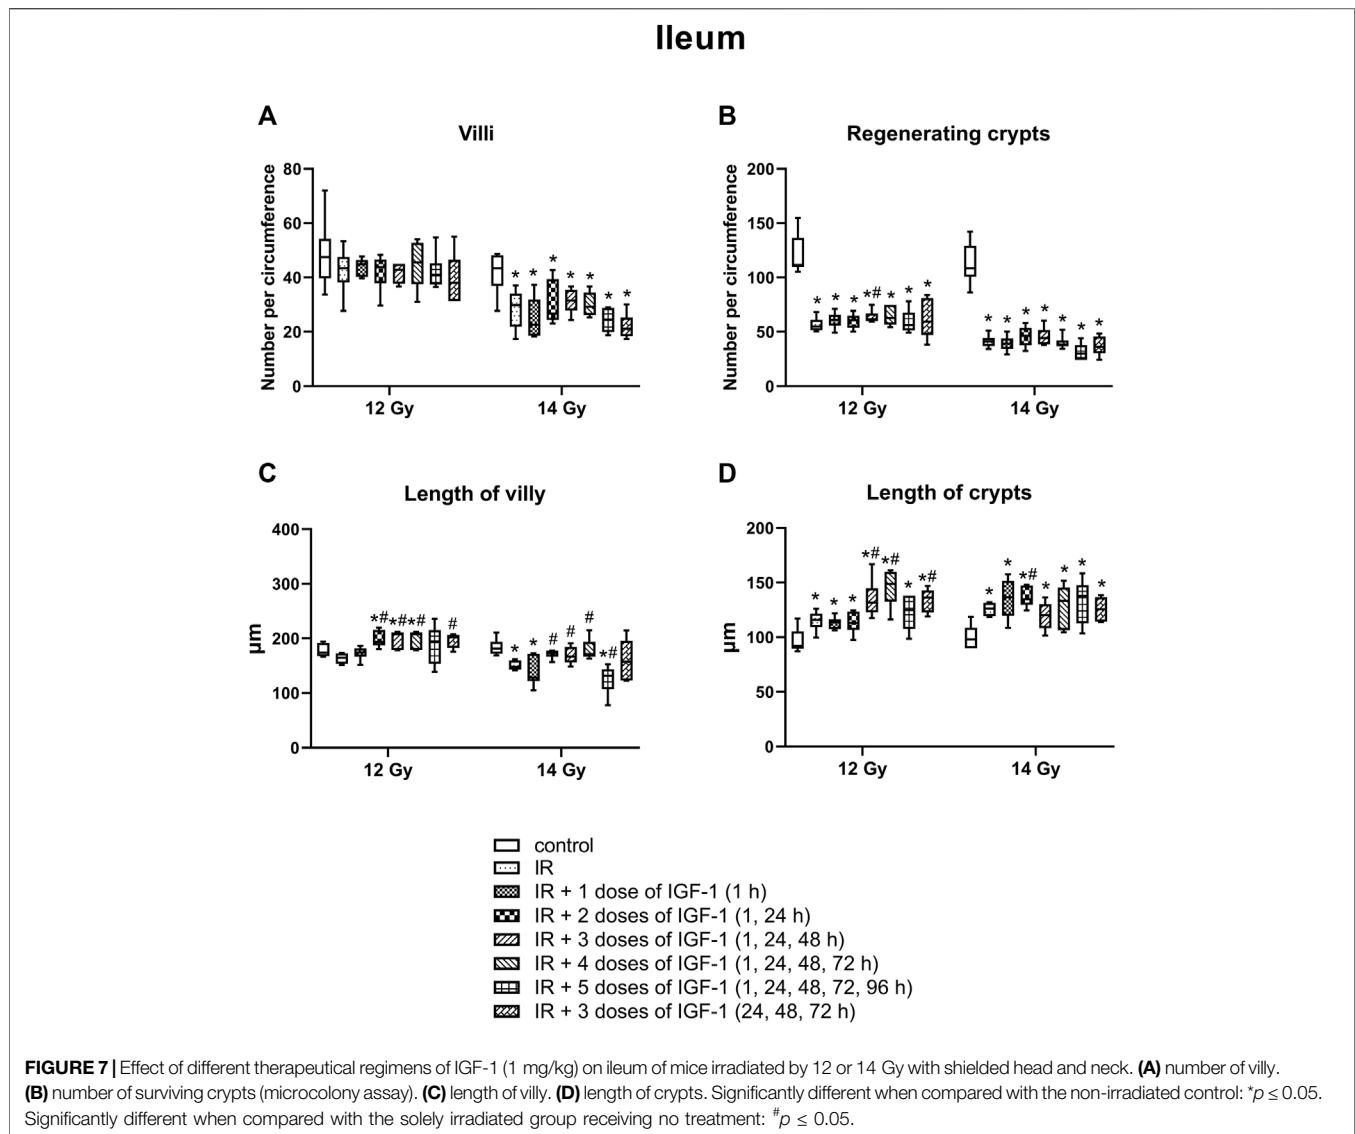 Ileum
A
Villi
Number per circumference
80
60
40
20
0
* * * * * * *
12 Gy
14 Gy
B
Regenerating crypts
Number per circumference
200
150
100
50
0
* * * *# * * *
* * * * * * *
12 Gy
14 Gy
C
Length of villy
µm
400
300
200
100
0
*# *# *# #
* * # # # *#
12 Gy
14 Gy
D
Length of crypts
µm
200
150
100
50
0
* * * *# *# * *#
* * *# * * * *
12 Gy
14 Gy
control
IR
IR + 1 dose of IGF-1 (1 h)
IR + 2 doses of IGF-1 (1, 24 h)
IR + 3 doses of IGF-1 (1, 24, 48 h)
IR + 4 doses of IGF-1 (1, 24, 48, 72 h)
IR + 5 doses of IGF-1 (1, 24, 48, 72, 96 h)
IR + 3 doses of IGF-1 (24, 48, 72 h)
FIGURE 7 | Effect of different therapeutical regimens of IGF-1 (1 mg/kg) on ileum of mice irradiated by 12 or 14 Gy with shielded head and neck. (A) number of villy.
(B) number of surviving crypts (microcolony assay). (C) length of villy. (D) length of crypts. Significantly different when compared with the non-irradiated control: *p ≤ 0.05.
Significantly different when compared with the solely irradiated group receiving no treatment: #p ≤ 0.05.